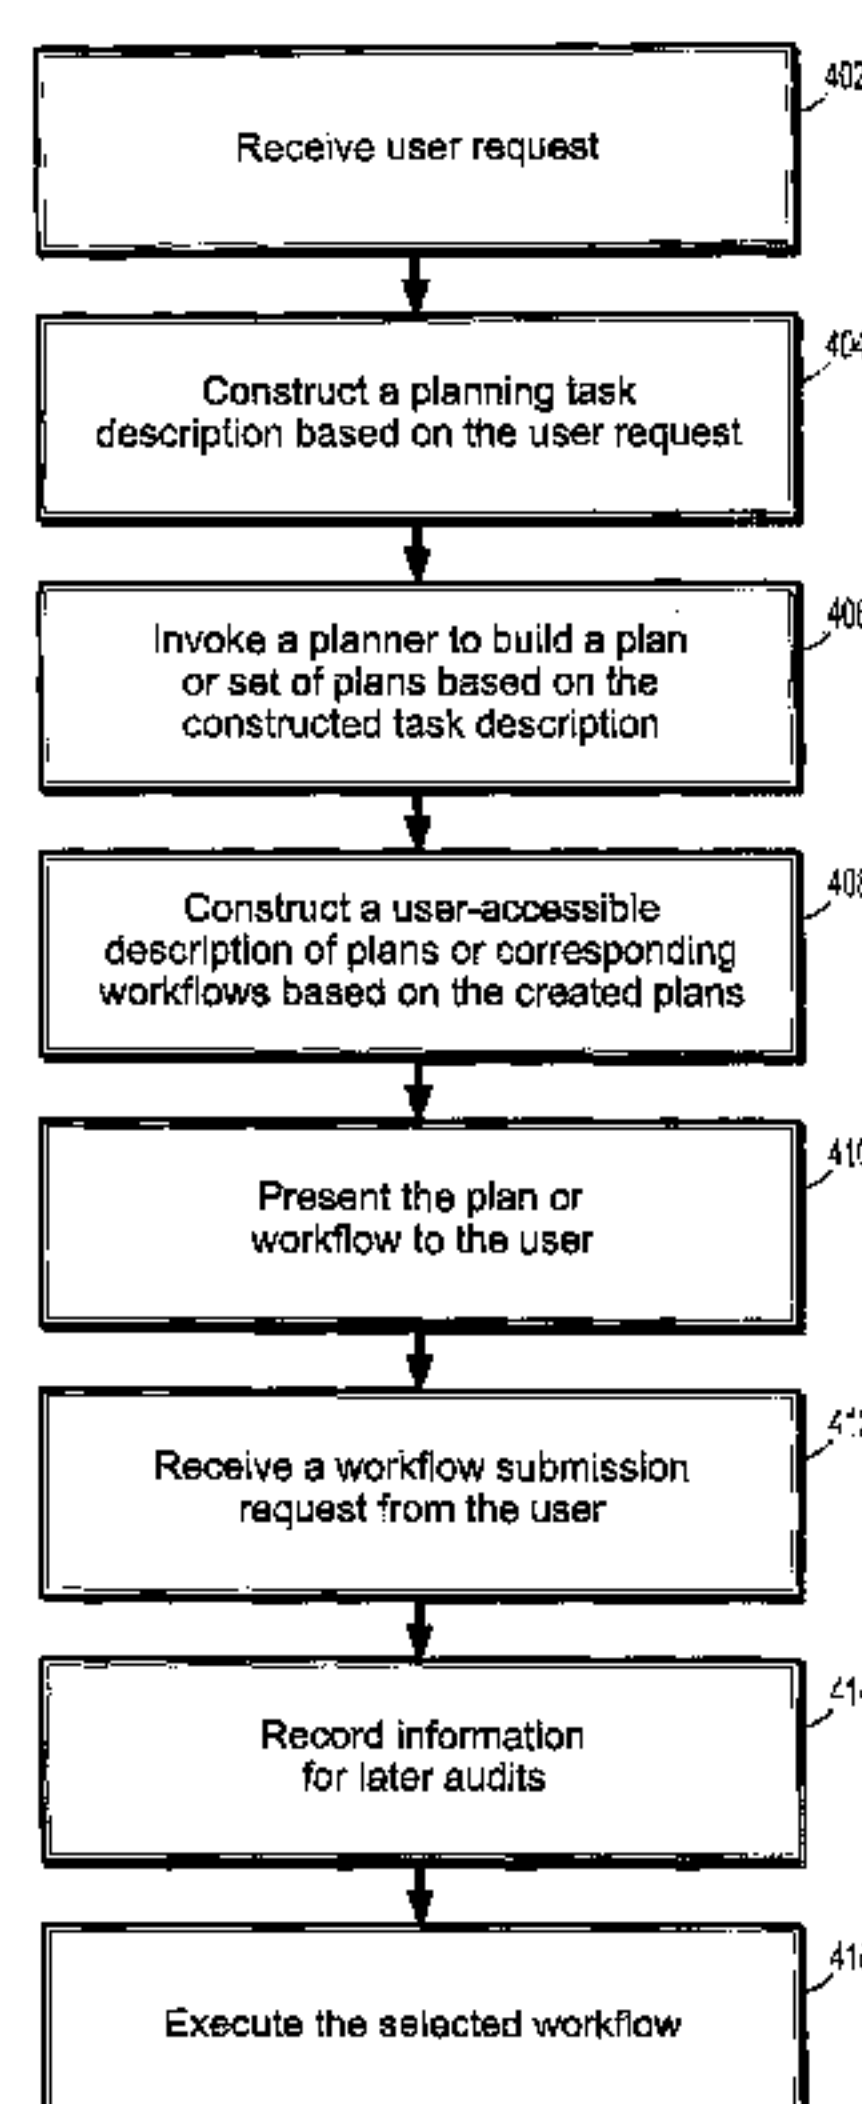 402
Receive user request
404
Construct a planning task
description based on the user request
406
Invoke a planner to build a plan
or set of plans based on the
constructed task description
408
Construct a user-accessible
description of plans or corresponding
workflows based on the created plans
410
Present the plan or
workflow to the user
412
Receive a workflow submission
request from the user
Record information
for later audits
Execute the selected workflow